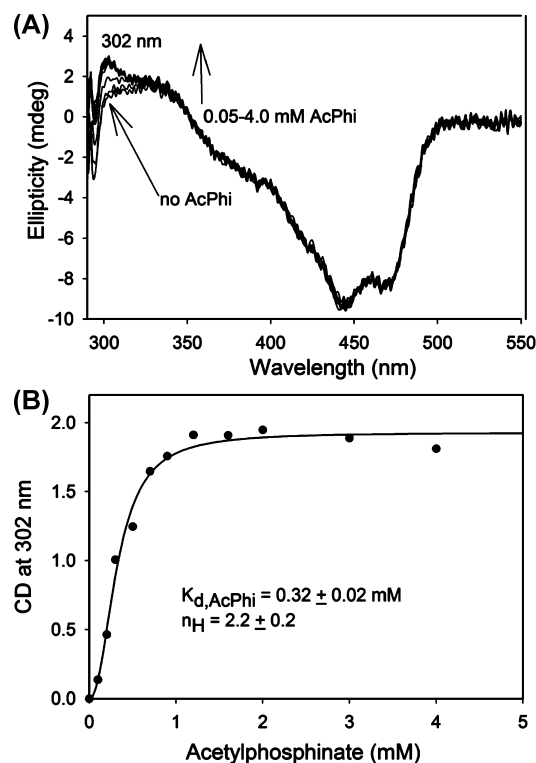 (A)
302 nm
0.05-4.0 mM AcPhi
no AcPhi
Ellipticity (mdeg)
4
2
0
-2
-4
-6
-8
-10
300 350 400 450 500 550
Wavelength (nm)
(B)
CD at 302 nm
2.0
1.5
1.0
0.5
0.0
K_d,AcPhi = 0.32 ± 0.02 mM
n_H = 2.2 ± 0.2
0 1 2 3 4 5
Acetylphosphinate (mM)